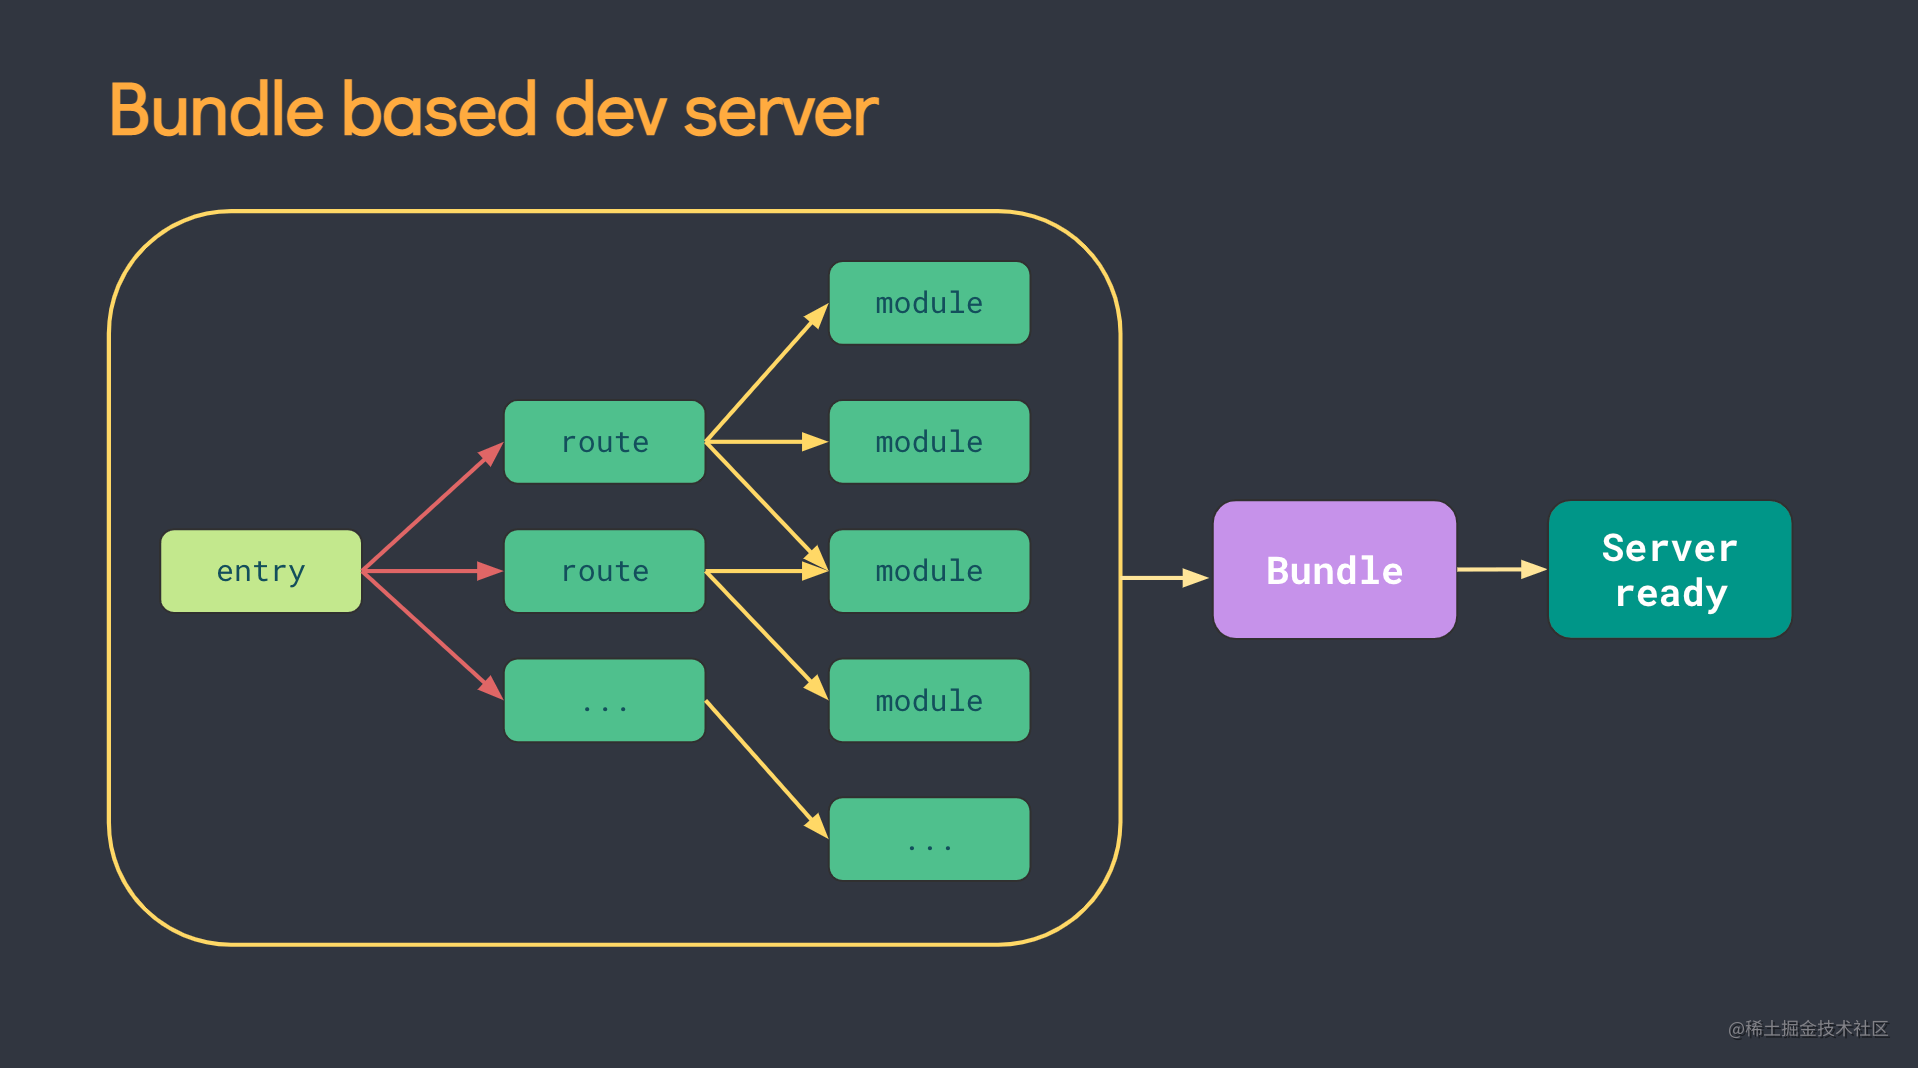 Bundle based dev server
module
route
module
entry
route
module
...
module
...
Bundle
Server
ready
@稀土掘金技术社区